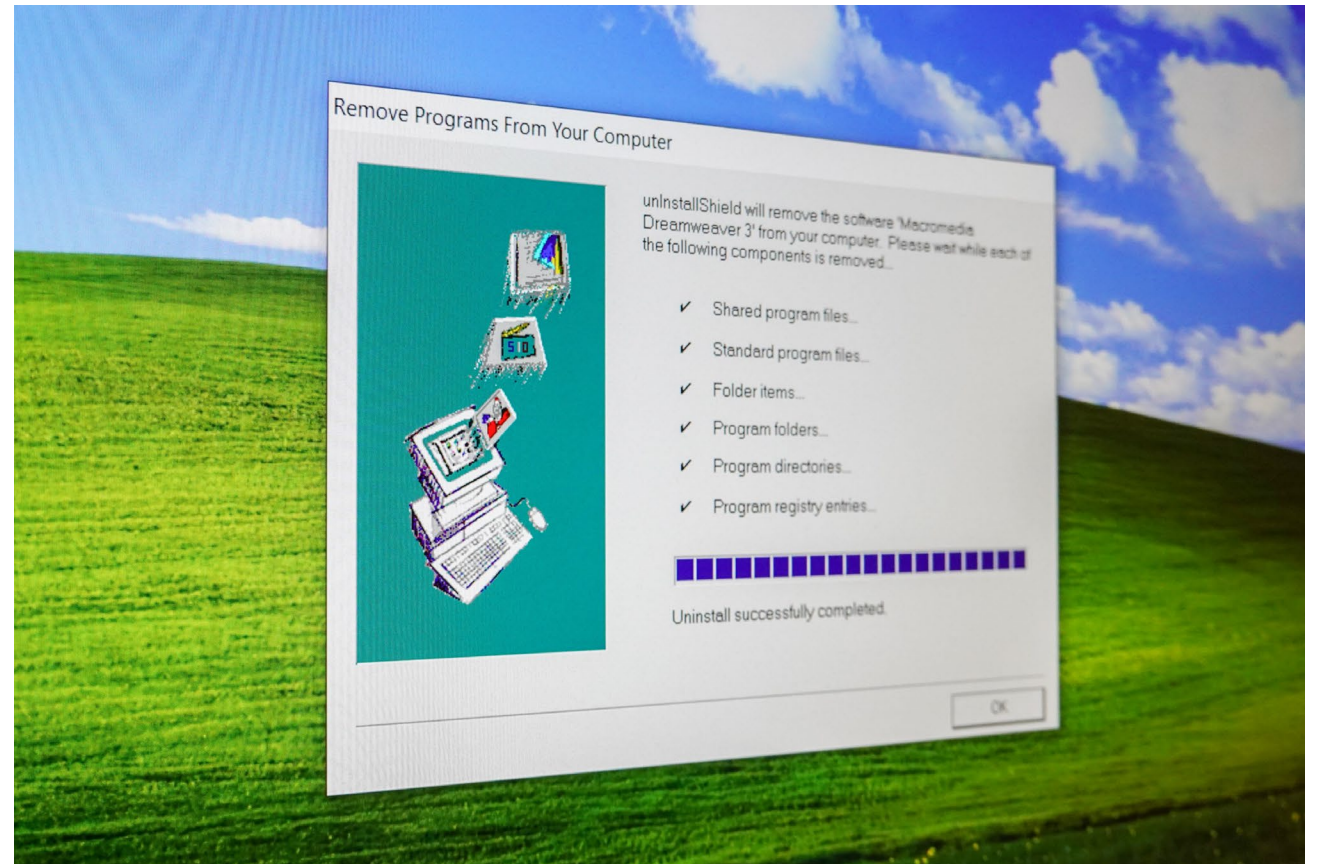 Remove Programs From Your Computer
unInstallShield will remove the software 'Macromedia
Dreamweaver 3' from your computer. Please wait while each of
the following components is removed...
✔ Shared program files...
✔ Standard program files...
✔ Folder items...
✔ Program folders...
✔ Program directories...
✔ Program registry entries...
Uninstall successfully completed.
OK